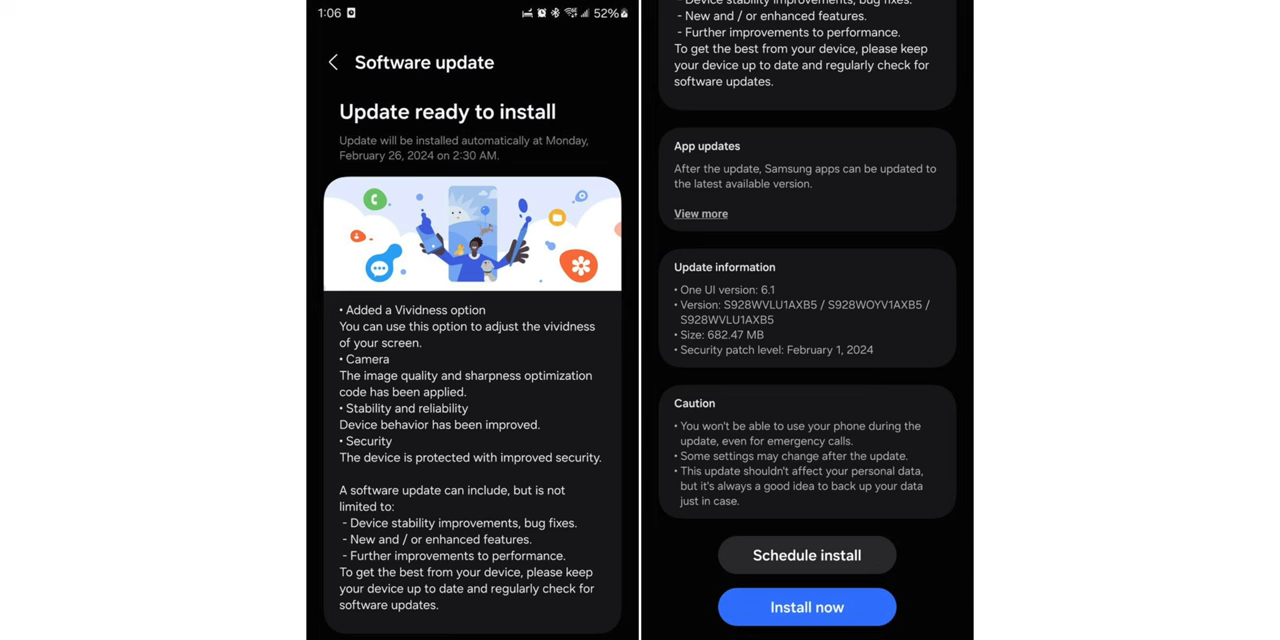 1:06
52%
Software update
Update ready to install
Update will be installed automatically at Monday,
February 26, 2024 on 2:30 AM.
• Added a Vividness option
You can use this option to adjust the vividness
of your screen.
• Camera
The image quality and sharpness optimization
code has been applied.
• Stability and reliability
Device behavior has been improved.
• Security
The device is protected with improved security.
A software update can include, but is not
limited to:
- Device stability improvements, bug fixes.
- New and / or enhanced features.
- Further improvements to performance.
To get the best from your device, please keep
your device up to date and regularly check for
software updates.
- Device stability improvements, bug fixes.
- New and / or enhanced features.
- Further improvements to performance.
To get the best from your device, please keep
your device up to date and regularly check for
software updates.
App updates
After the update, Samsung apps can be updated to
the latest available version.
View more
Update information
• One UI version: 6.1
• Version: S928WVLU1AXB5 / S928WOYV1AXB5 /
S928WVLU1AXB5
• Size: 682.47 MB
• Security patch level: February 1, 2024
Caution
• You won't be able to use your phone during the
update, even for emergency calls.
• Some settings may change after the update.
• This update shouldn't affect your personal data,
but it's always a good idea to back up your data
just in case.
Schedule install
Install now